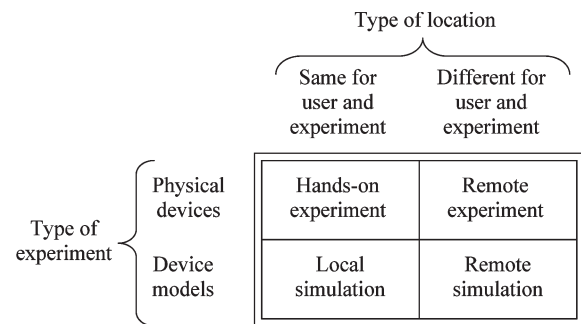 Type of location
Same for
user and
experiment
Different for
user and
experiment
Type of
experiment
Physical
devices
Hands-on
experiment
Remote
experiment
Device
models
Local
simulation
Remote
simulation